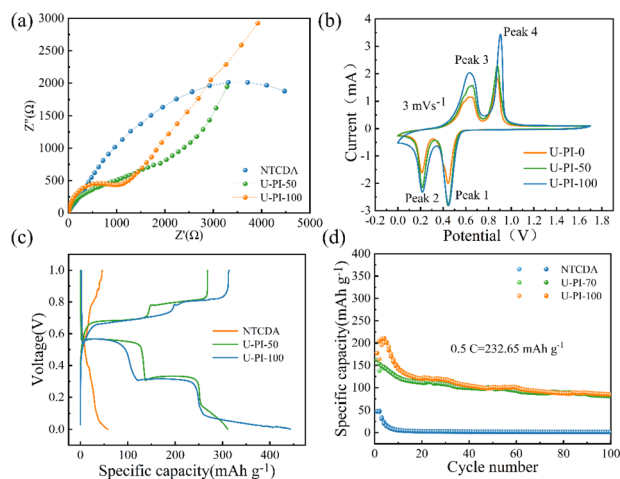 (a)
3000
2500
2000
1500
1000
500
0
Z''(Ω)
NTCDA
U-PI-50
U-PI-100
0 1000 2000 3000 4000 5000
Z'(Ω)
(b)
4
3
2
1
0
-1
-2
-3
Current (mA)
Peak 4
Peak 3
3 mVs-1
U-PI-0
U-PI-50
U-PI-100
Peak 2
Peak 1
0.0 0.2 0.4 0.6 0.8 1.0 1.2 1.4 1.6 1.8
Potential (V)
(c)
1.0
0.8
0.6
0.4
0.2
0.0
Voltage(V)
NTCDA
U-PI-50
U-PI-100
0 100 200 300 400 500
Specific capacity(mAh g-1)
(d)
400
350
300
250
200
150
100
50
0
Specific capacity(mAh g-1)
NTCDA
U-PI-70
U-PI-100
0.5 C=232.65 mAh g-1
0 20 40 60 80 100
Cycle number